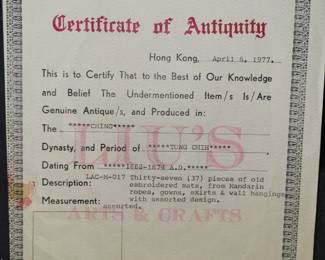 Certificate of Antiquity
Hong Kong, April 6, 1977.
This is to Certify That to the Best of Our Knowledge
and Belief The Undermentioned Item/s Is/Are
Genuine Antique/s, and Produced in:
The *****CHING*****
Dynasty, and Period of *****TUNG CHIH*****
LIU'S
Dating From *****1862-1874 A.D.*****
Description: LAC-M-017 Thirty-seven (37) pieces of old
embroidered mats, from Mandarin
robes, gowns, skirts & wall hangings
with assorted design.
Measurement: assorted.
ARTS & CRAFTS